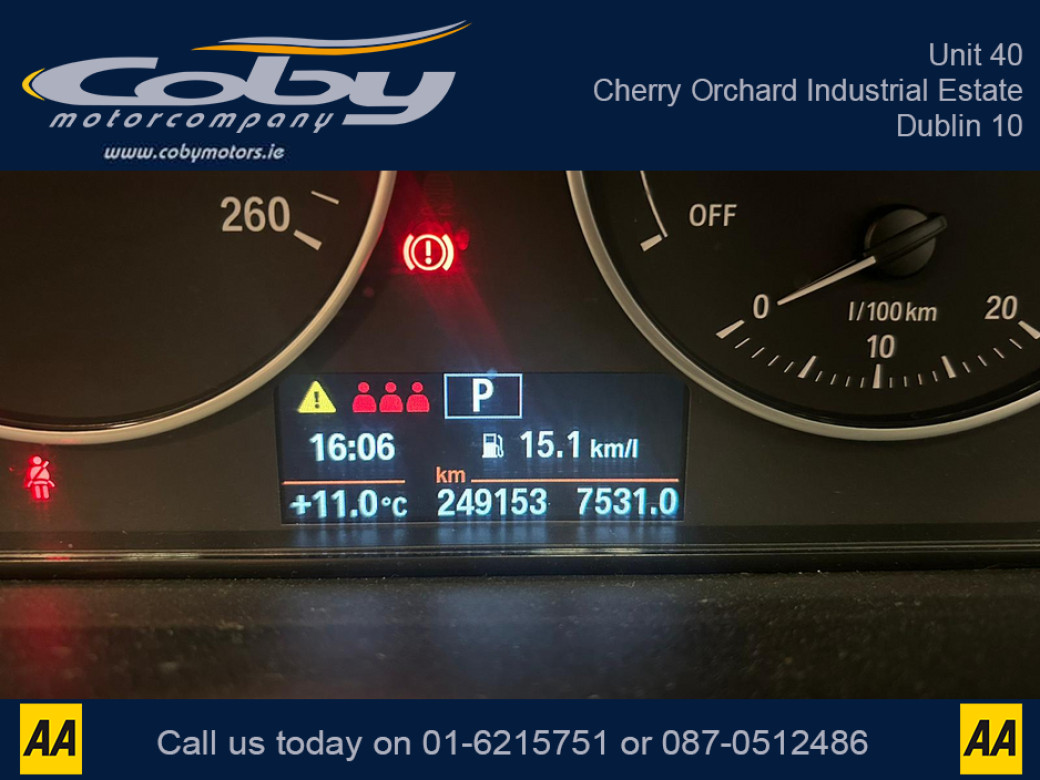 Coby
motorcompany
www.cobymotors.ie
Unit 40
Cherry Orchard Industrial Estate
Dublin 10
260
OFF
0
l/100km
20
10
P
16:06
15.1 km/l
km
+11.0°C
249153
7531.0
AA
Call us today on 01-6215751 or 087-0512486
AA